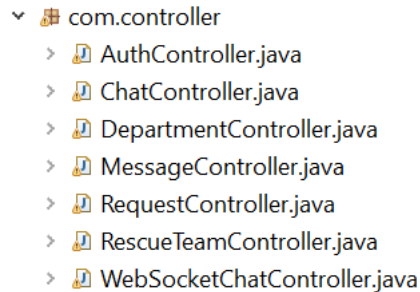 com.controller
AuthController.java
ChatController.java
DepartmentController.java
MessageController.java
RequestController.java
RescueTeamController.java
WebSocketChatController.java